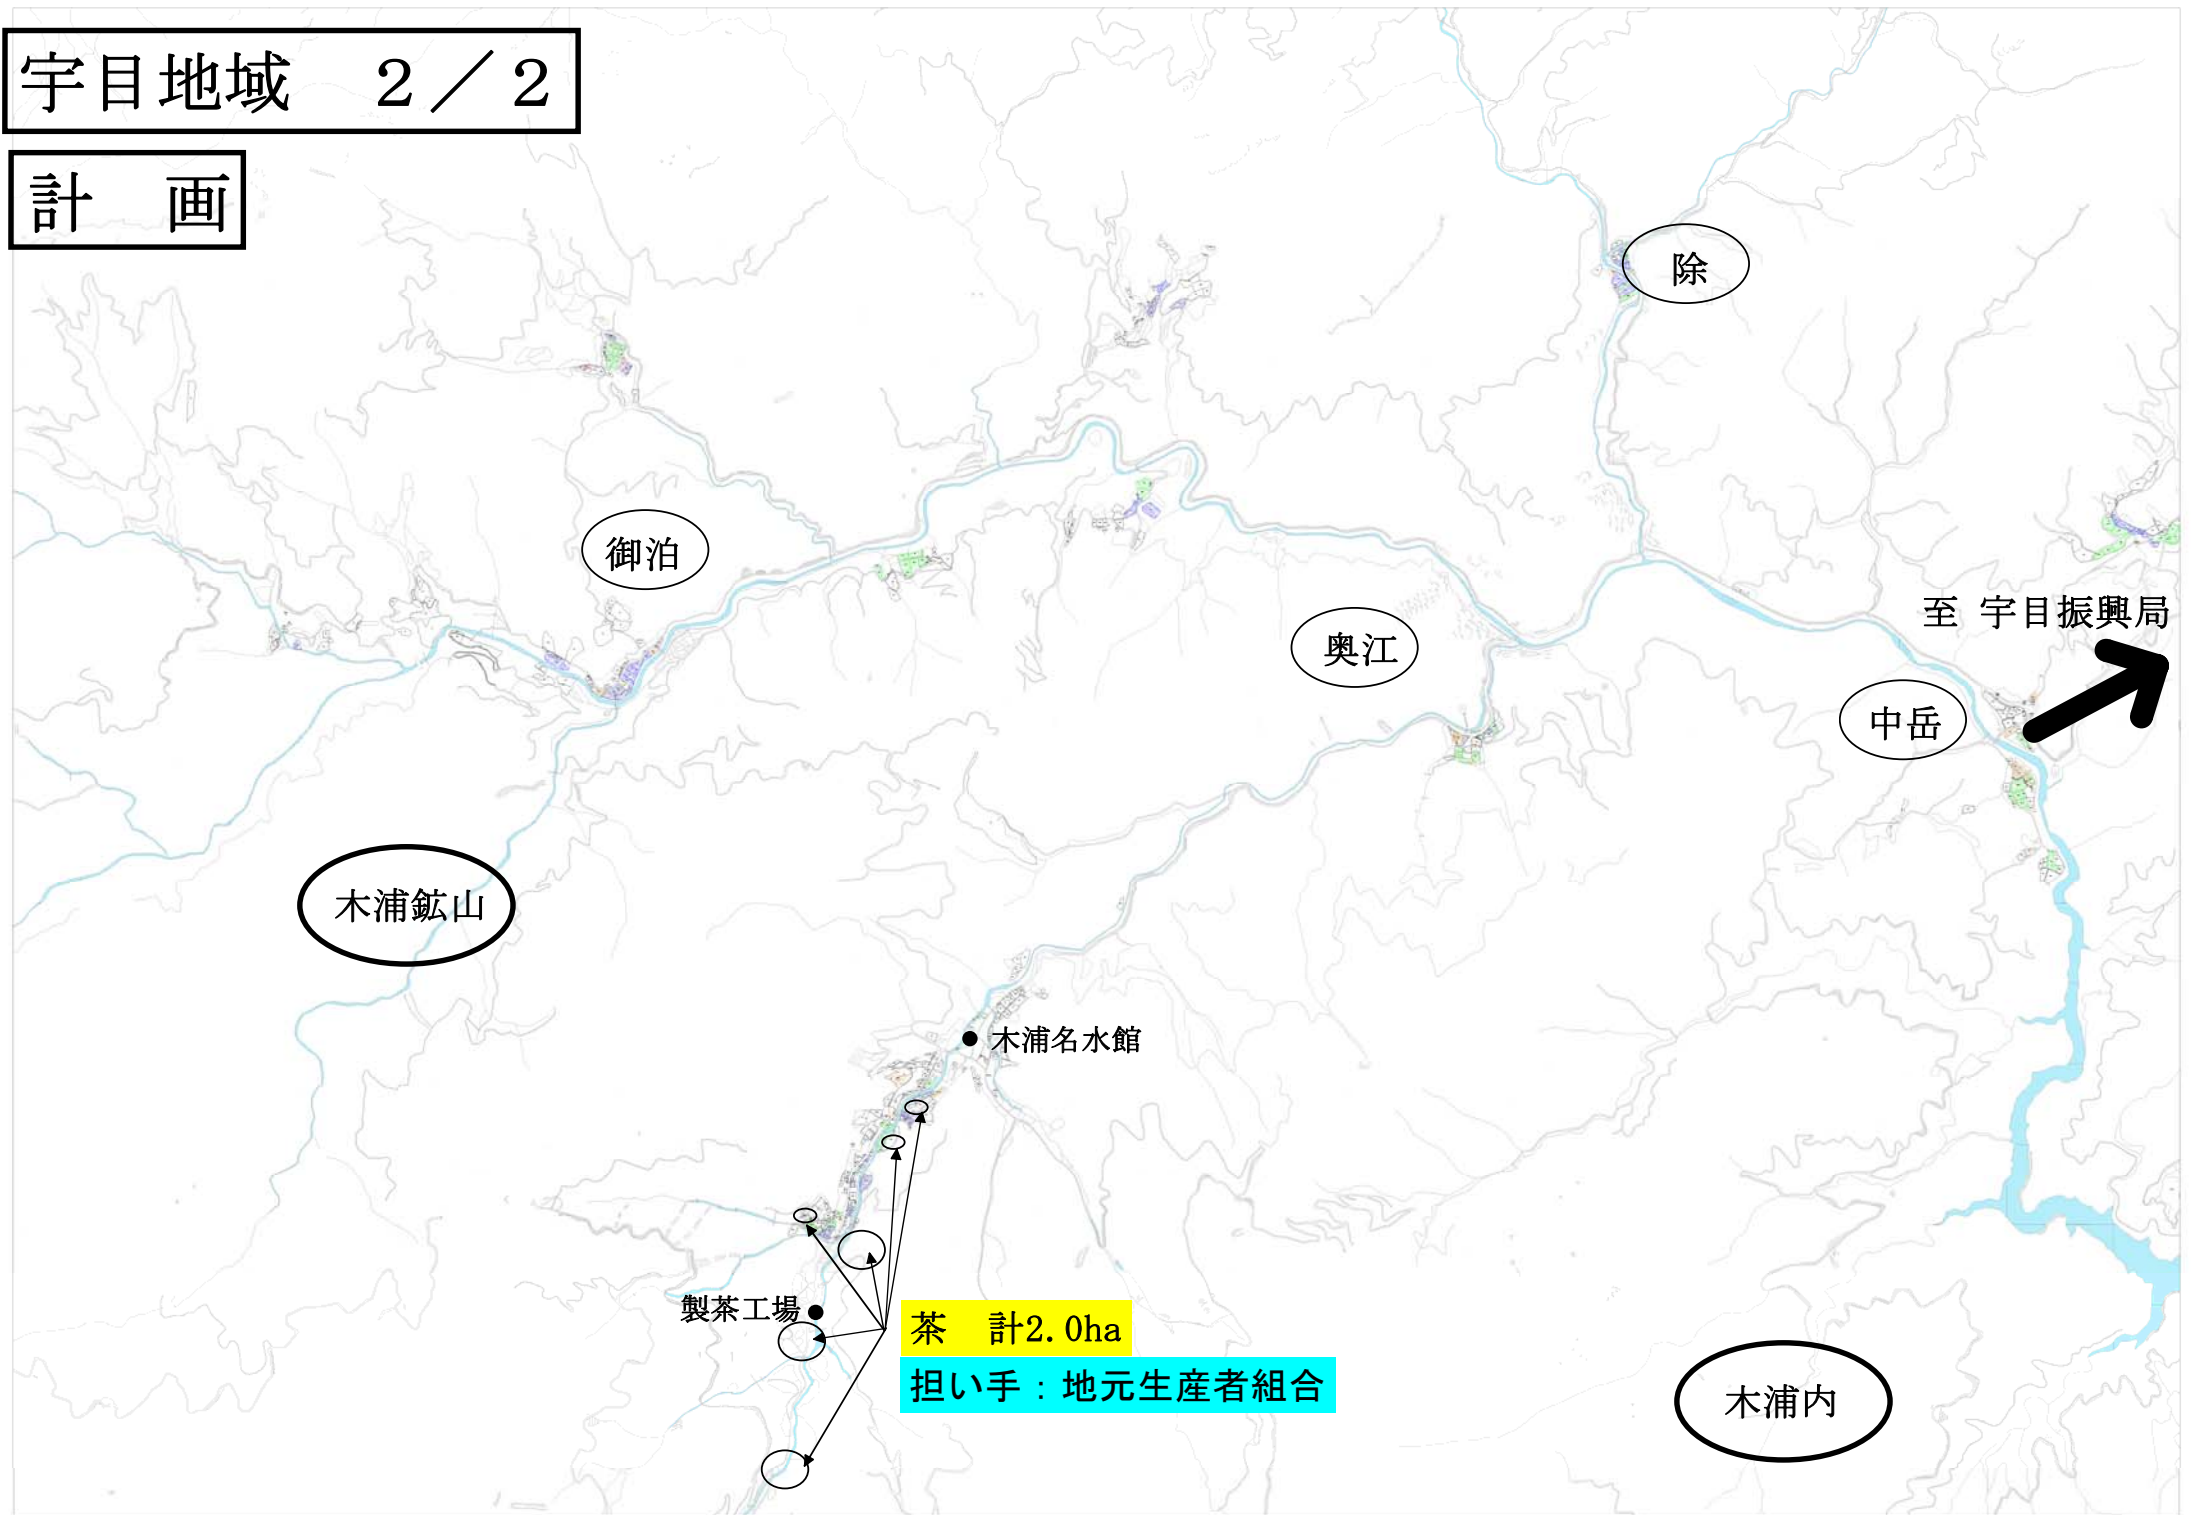 宇目地域　２／２
計　画
除
御泊
至 宇目振興局
奥江
中岳
木浦鉱山
木浦名水館
製茶工場
茶　計2.0ha
担い手：地元生産者組合
木浦内